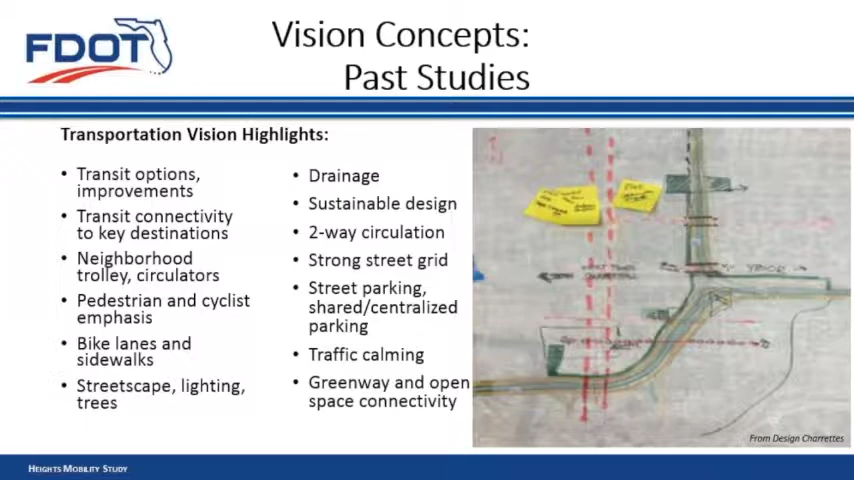 FDOT
Vision Concepts:
Past Studies
Transportation Vision Highlights:
• Transit options,
improvements
• Transit connectivity
to key destinations
• Neighborhood
trolley, circulators
• Pedestrian and cyclist
emphasis
• Bike lanes and
sidewalks
• Streetscape, lighting,
trees
• Drainage
• Sustainable design
• 2-way circulation
• Strong street grid
• Street parking,
shared/centralized
parking
• Traffic calming
• Greenway and open
space connectivity
YBOR
From Design Charrettes
HEIGHTS MOBILITY STUDY